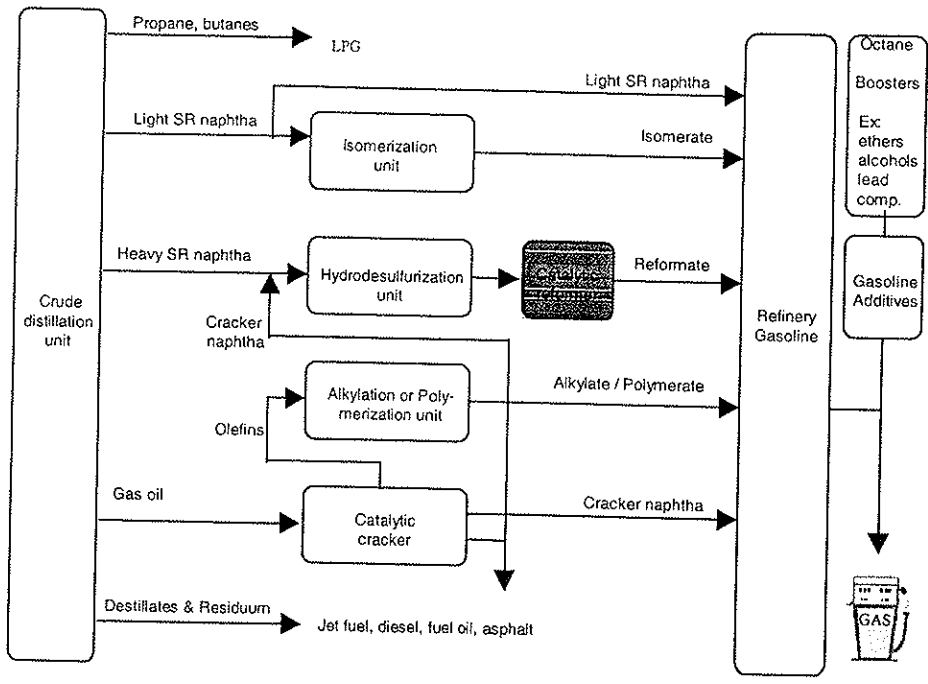 Propane, butanes
LPG
Light SR naphtha
Light SR naphtha
Isomerization
unit
Isomerate
Heavy SR naphtha
Hydrodesulfurization
unit
Catalytic
reformer
Reformate
Cracker
naphtha
Crude
distillation
unit
Alkylation or Poly-
merization unit
Alkylate / Polymerate
Olefins
Gas oil
Catalytic
cracker
Cracker naphtha
Destillates & Residuum
Jet fuel, diesel, fuel oil, asphalt
Refinery
Gasoline
Octane
Boosters
Ex:
ethers
alcohols
lead
comp.
Gasoline
Additives
GAS